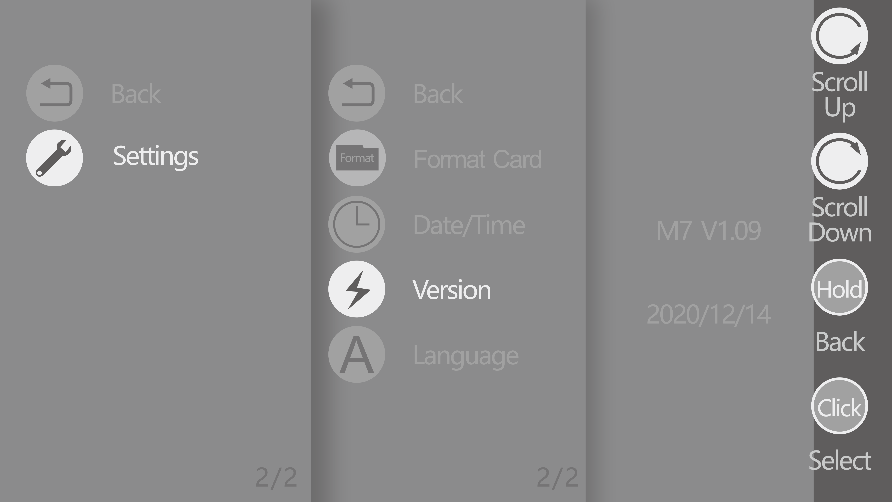 Back
Settings
2/2
Back
Format
Format Card
Date/Time
Version
A
Language
2/2
M7 V1.09
2020/12/14
Scroll
Up
Scroll
Down
Hold
Back
Click
Select